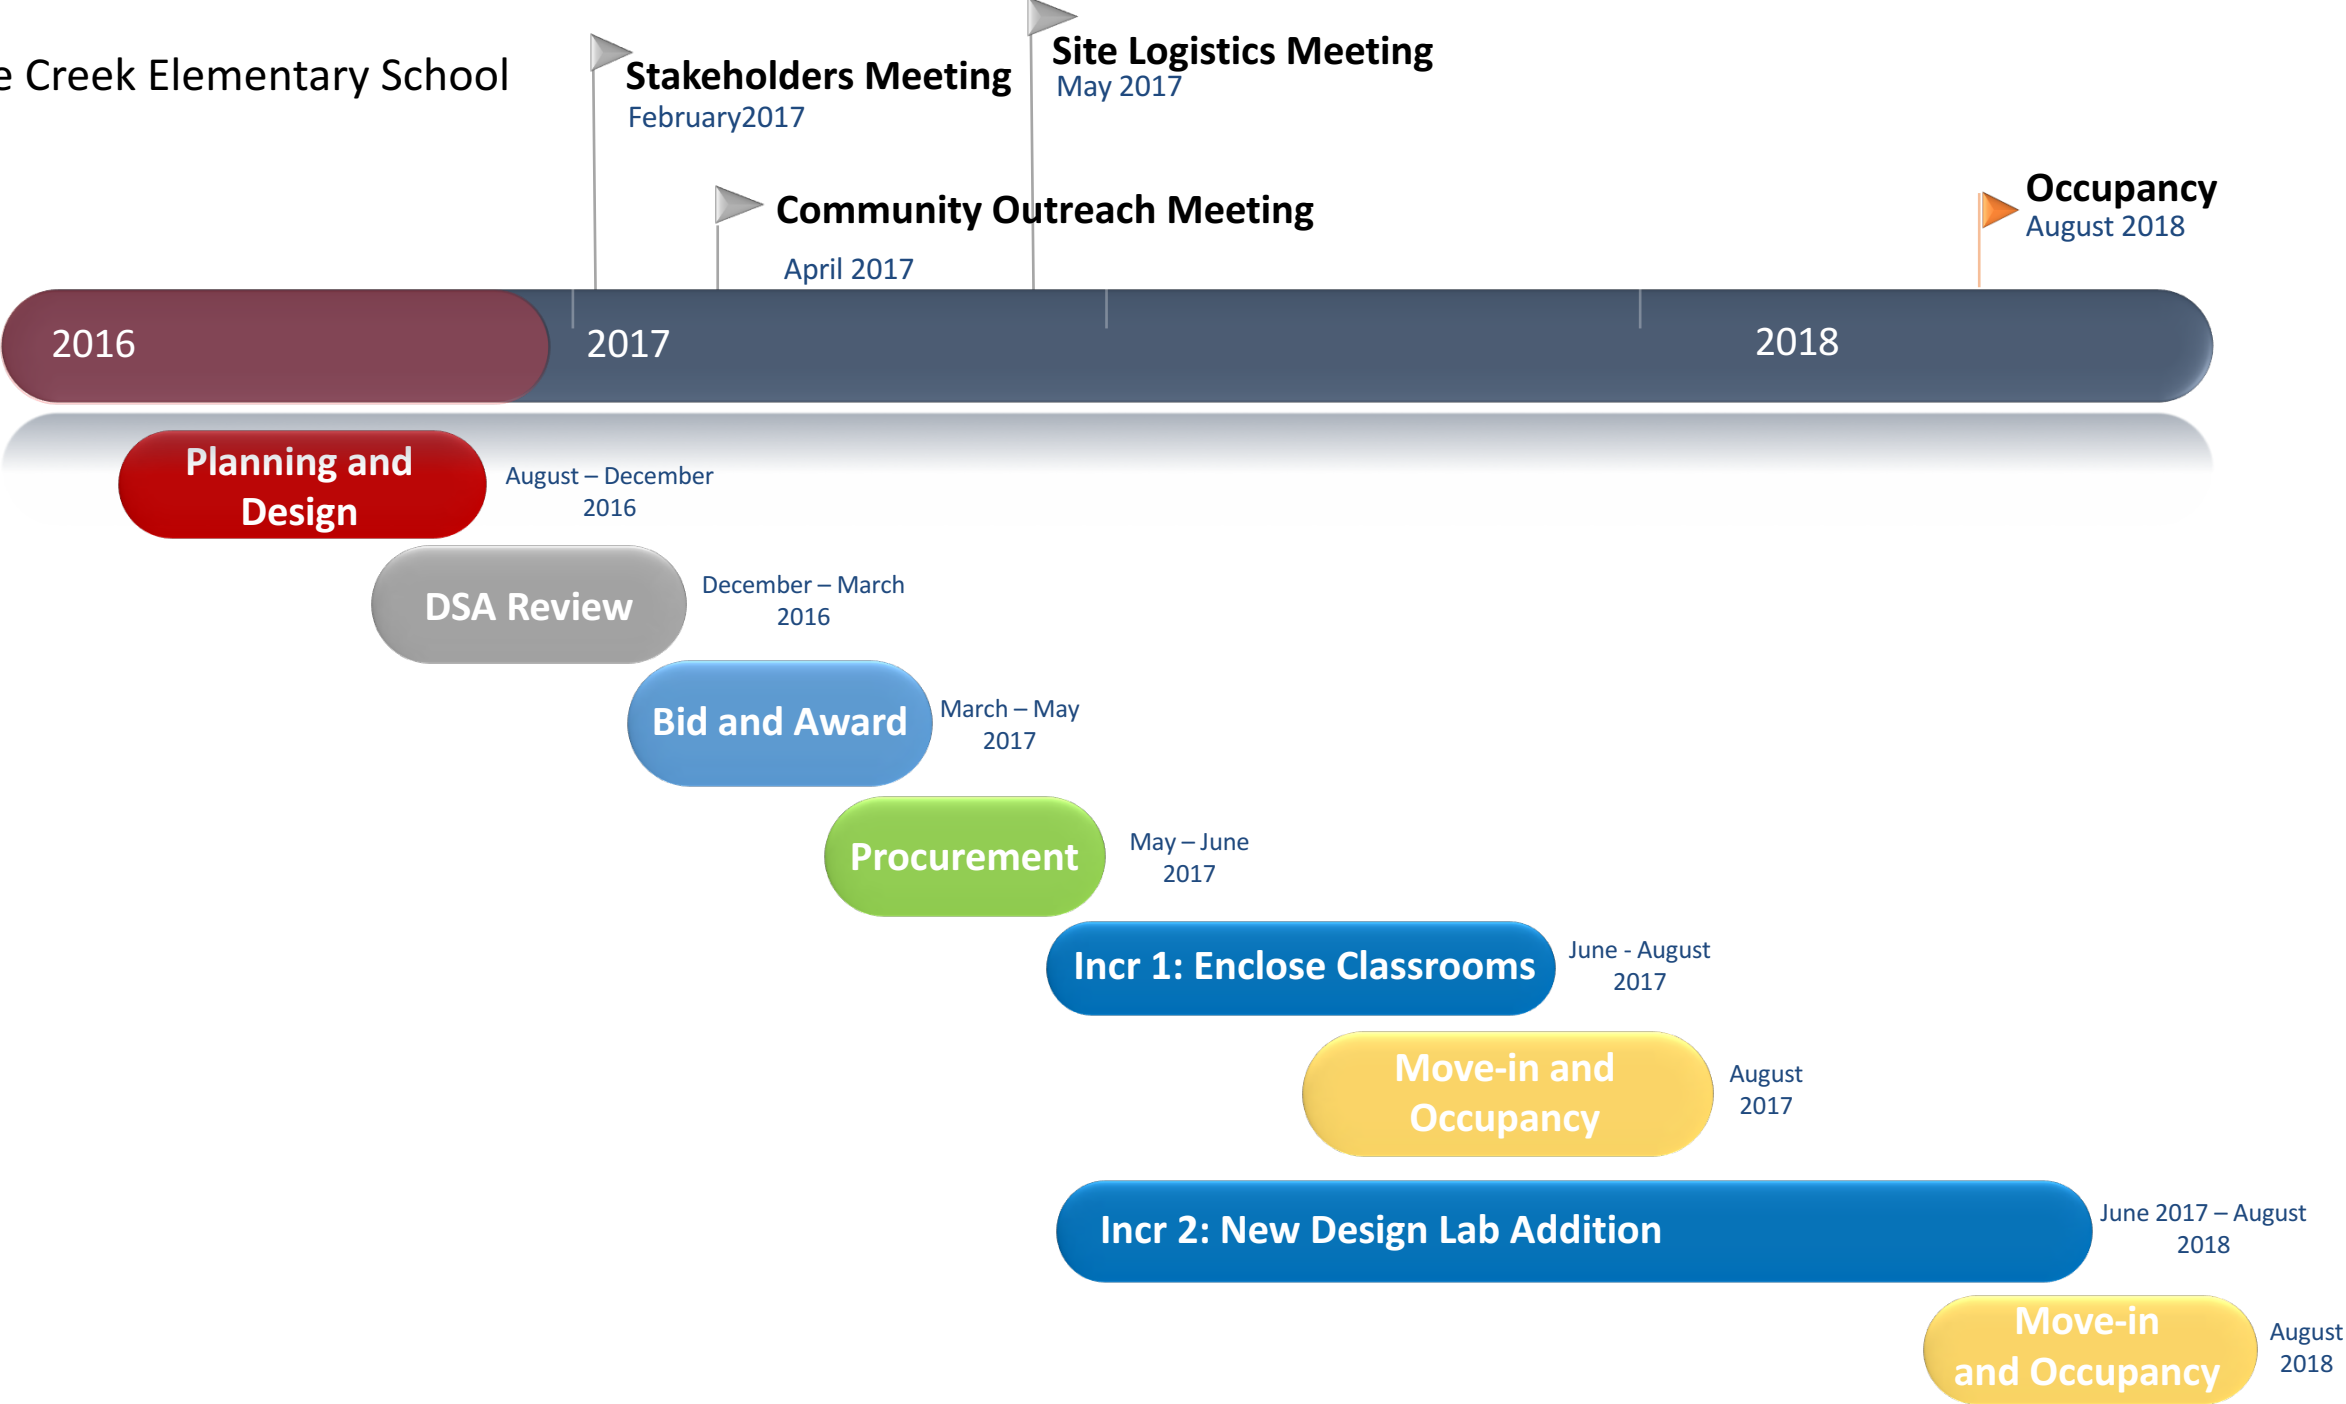 e Creek Elementary School
Stakeholders Meeting
February2017
Site Logistics Meeting
May 2017
Community Outreach Meeting
April 2017
Occupancy
August 2018
2016
2017
2018
Planning and
Design
August – December
2016
DSA Review
December – March
2016
Bid and Award
March – May
2017
Procurement
May – June
2017
Incr 1: Enclose Classrooms
June - August
2017
Move-in and
Occupancy
August
2017
Incr 2: New Design Lab Addition
June 2017 – August
2018
Move-in
and Occupancy
August
2018